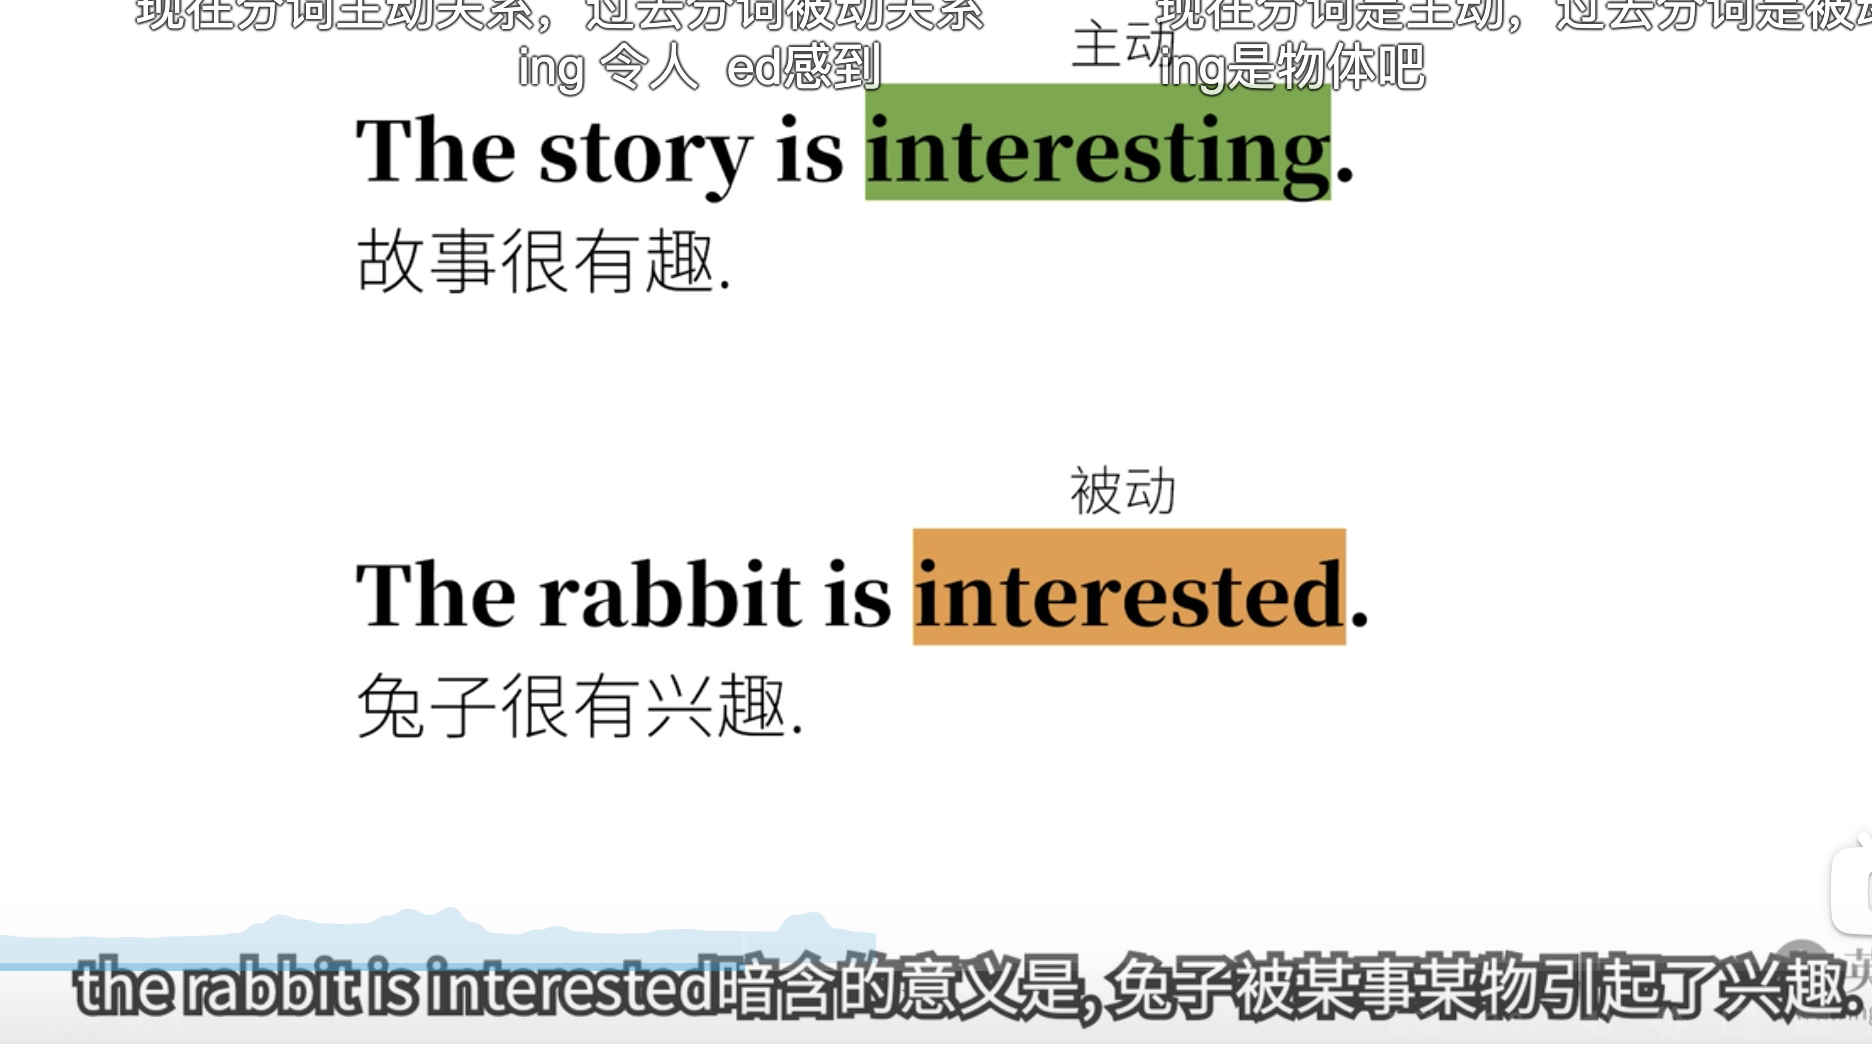 现在分词主动关系，过去分词被动关系
现在分词是主动，过去分词是被动
主动
ing 令人 ed感到
ing是物体吧
The story is interesting.
故事很有趣.
被动
The rabbit is interested.
兔子很有兴趣.
the rabbit is interested暗含的意义是, 兔子被某事某物引起了兴趣.